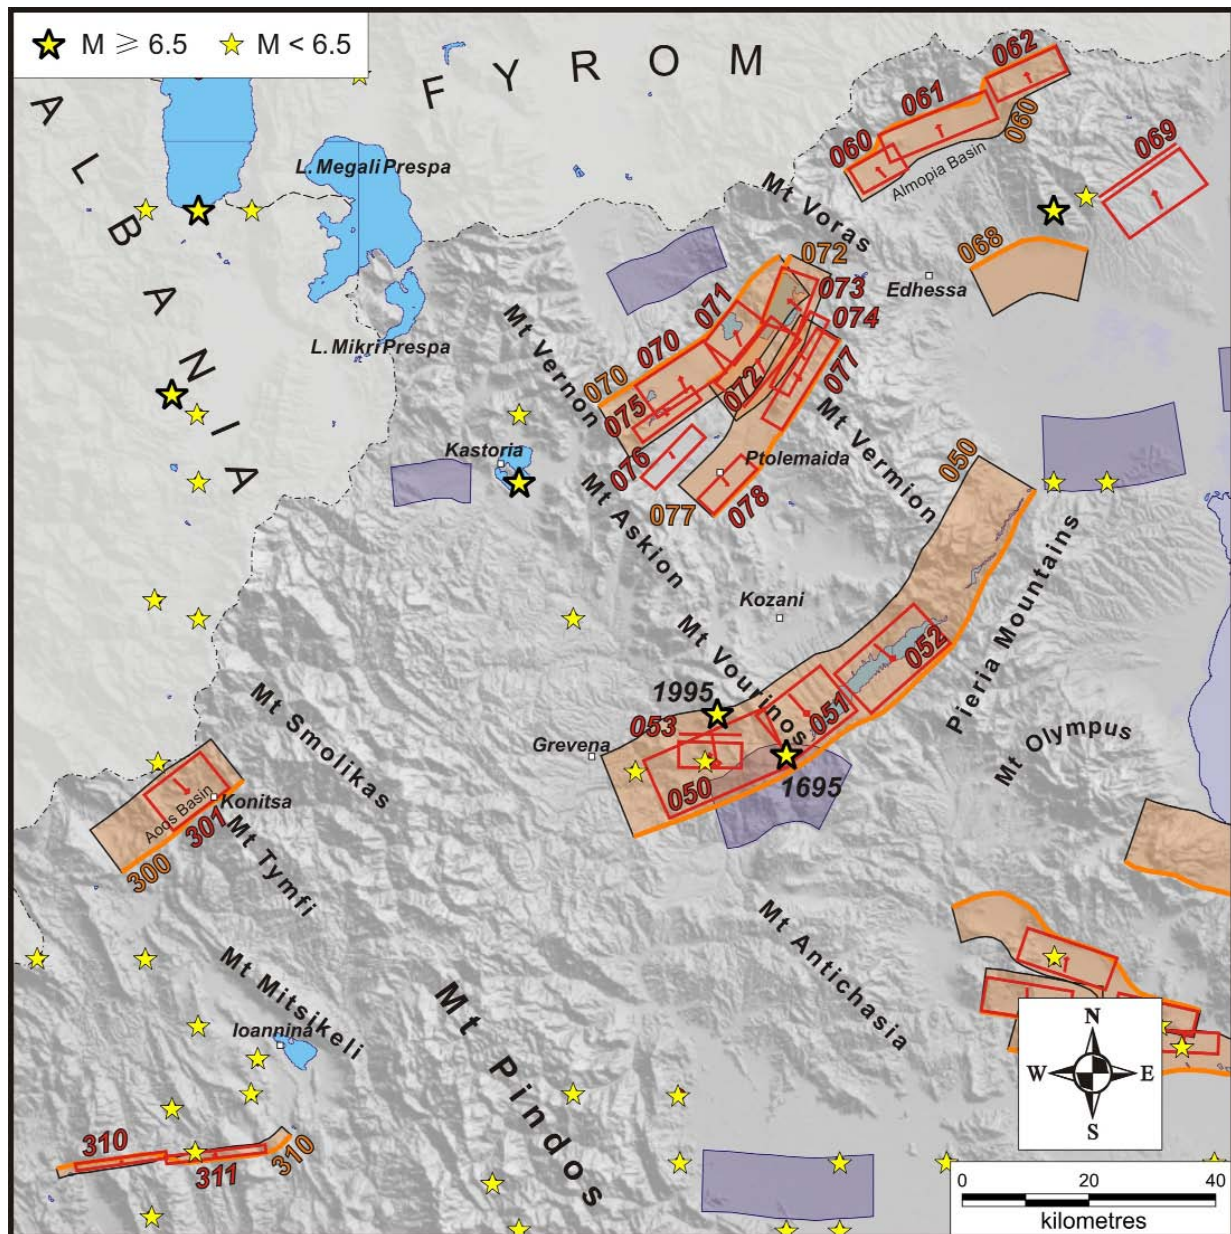 M ≥ 6.5
M < 6.5
FYROM
ALBANIA
L. Megali Prespa
L. Mikri Prespa
062
061
060
060
069
Almopia Basin
Mt Voras
072
068
Edhessa
073
074
071
070
070
Mt Vernon
072
077
075
076
Kastoria
Ptolemaida
Mt Vermion
050
078
077
Mt Askion
Pieria Mountains
Kozani
Mt Vourinos
052
051
1995
053
Grevena
050
1695
Mt Olympus
Mt Smolikas
Konitsa
Aoos Basin
301
300
Mt Tymfi
Mt Antichasia
Mt Mitsikeli
Ioannina
Mt Pindos
310
311
310
N
W E
S
0 20 40
kilometres